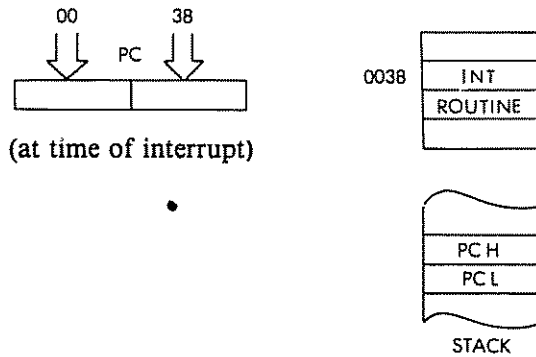 00 38
PC
(at time of interrupt)
0038 INT
ROUTINE
PC H
PC L
STACK